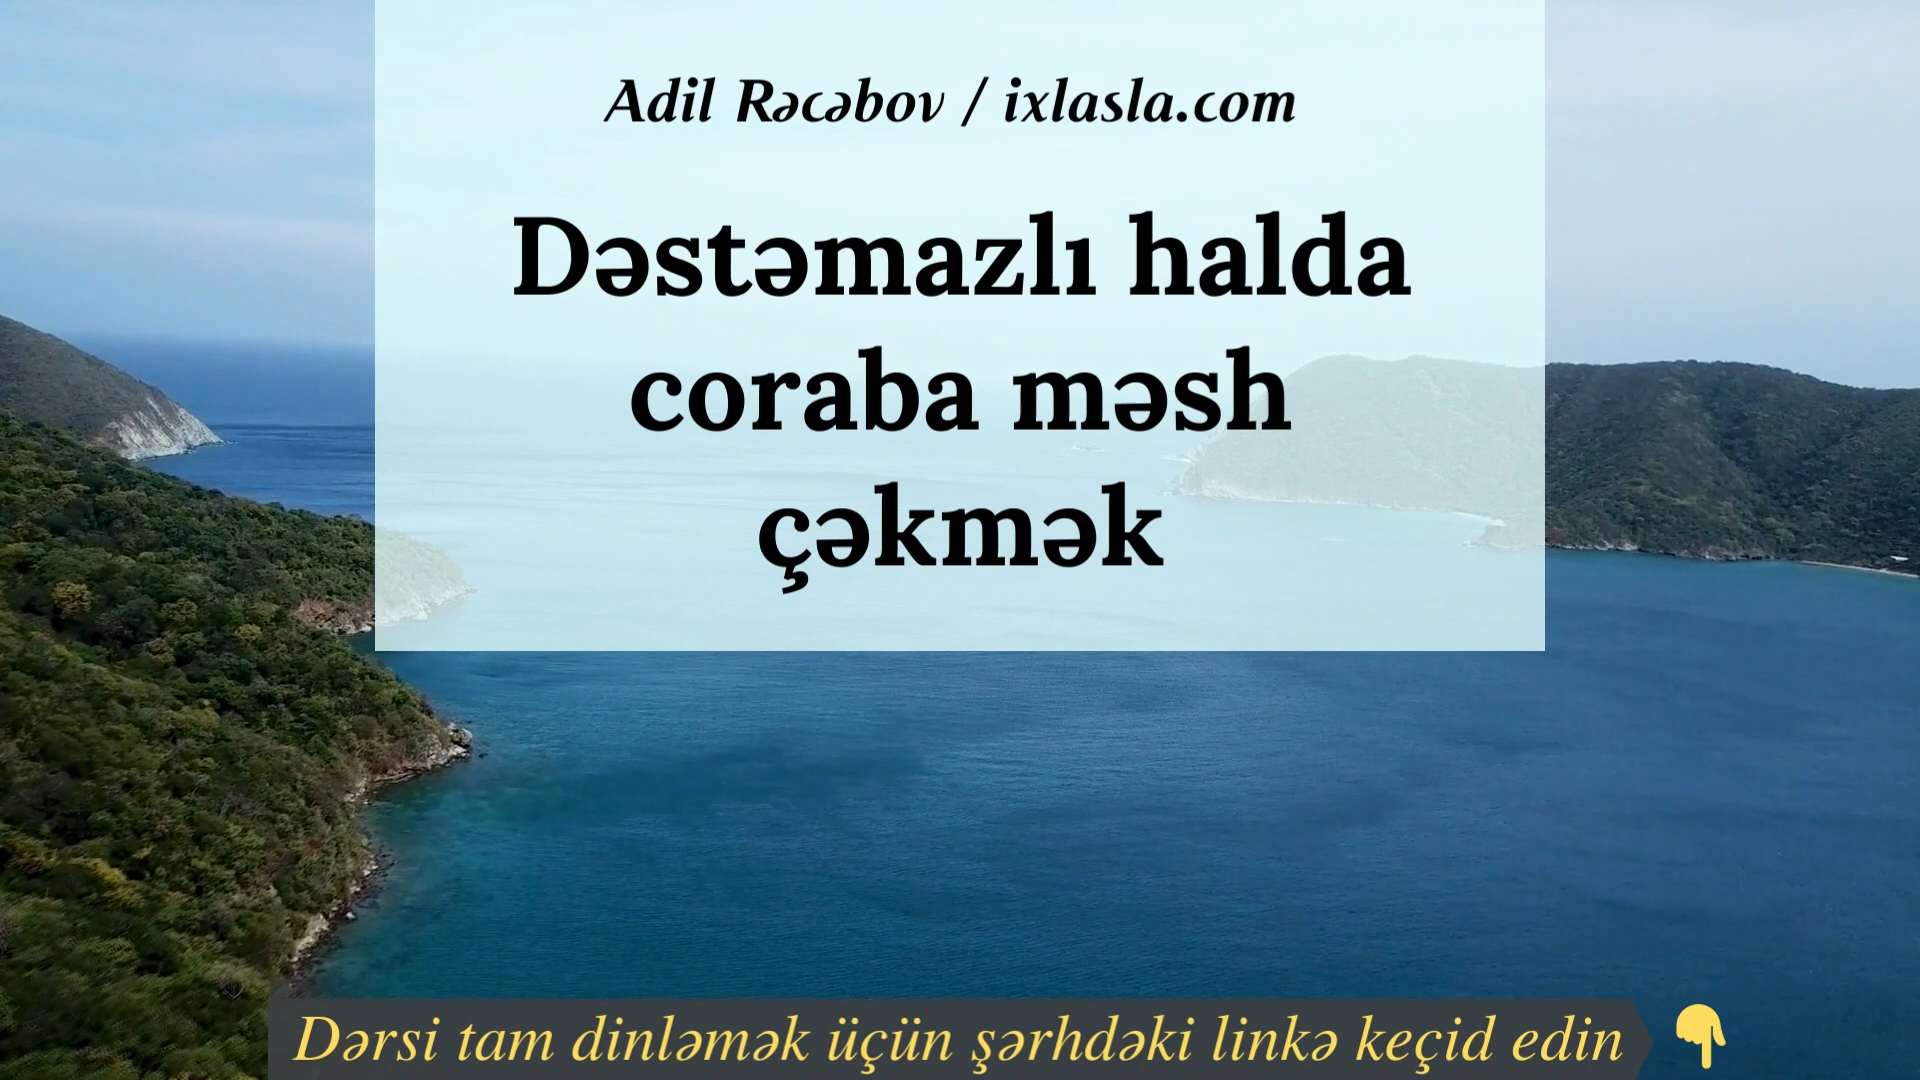 Adil Rəcəbov / ixlasla.com
Dəstəmazlı halda
coraba məsh
çəkmək
Dərsi tam dinləmək üçün şərhdəki linkə keçid edin